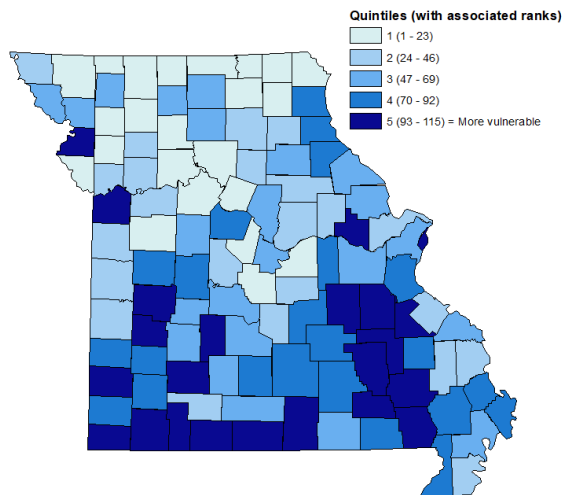 Quintiles (with associated ranks)
1 (1 - 23)
2 (24 - 46)
3 (47 - 69)
4 (70 - 92)
5 (93 - 115) = More vulnerable